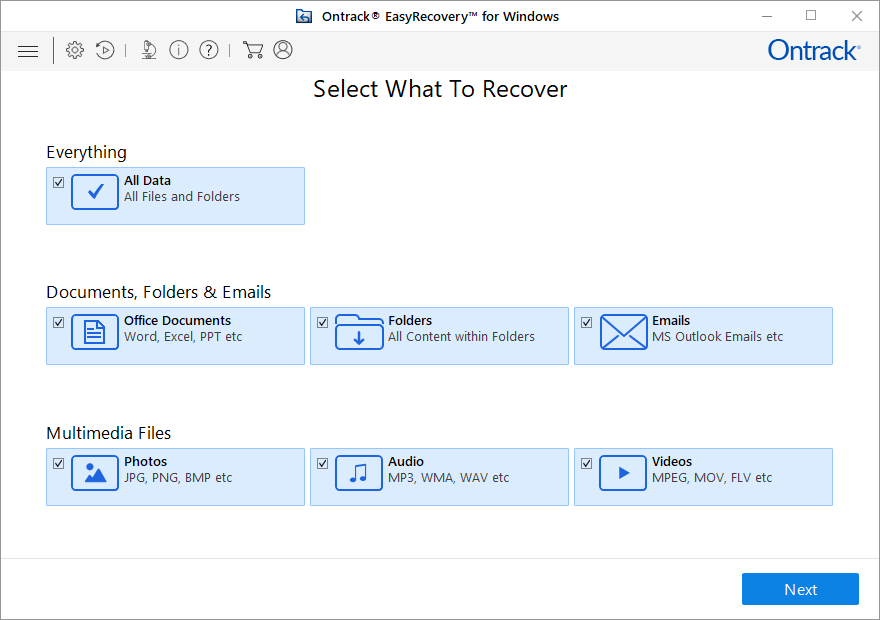 Ontrack® EasyRecovery™ for Windows
Ontrack®
Select What To Recover
Everything
All Data
All Files and Folders
Documents, Folders & Emails
Office Documents
Word, Excel, PPT etc
Folders
All Content within Folders
Emails
MS Outlook Emails etc
Multimedia Files
Photos
JPG, PNG, BMP etc
Audio
MP3, WMA, WAV etc
Videos
MPEG, MOV, FLV etc
Next